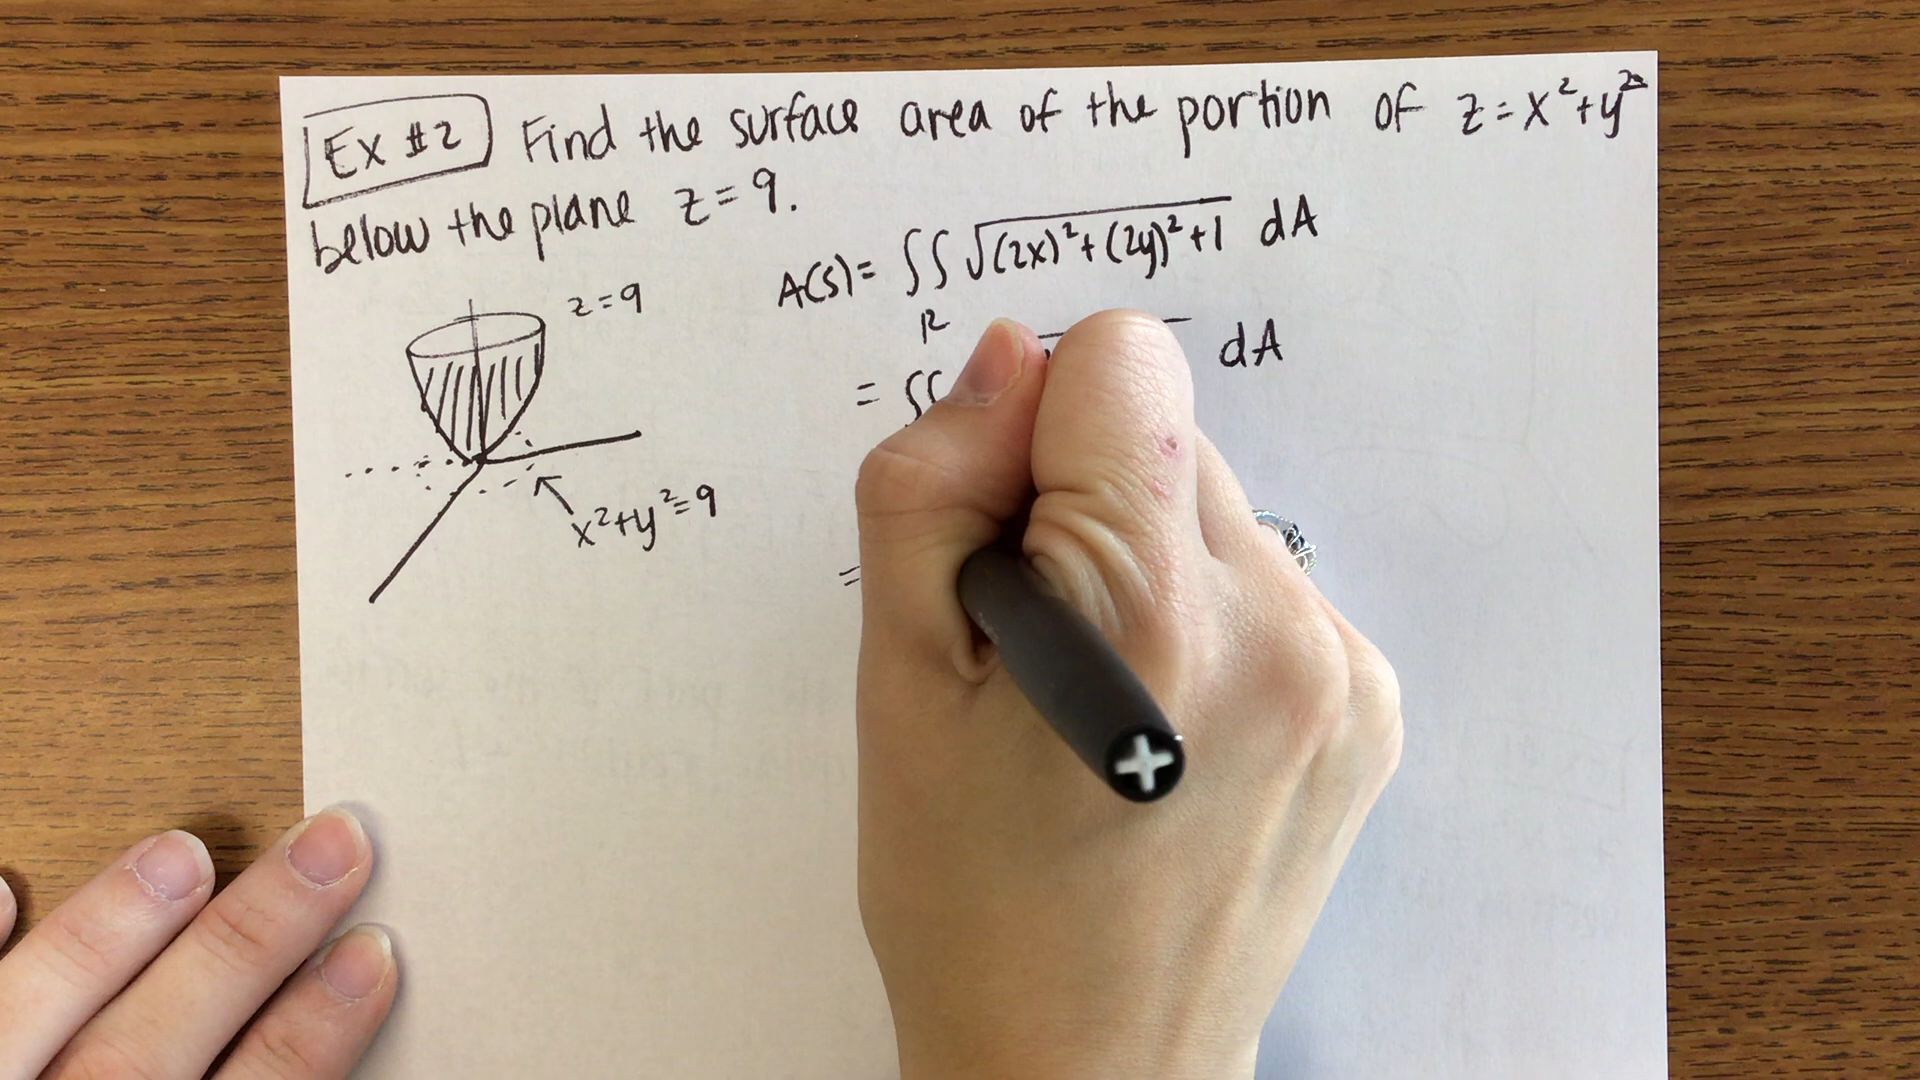 Ex #2 Find the surface area of the portion of z = x² + y²
below the plane z = 9.
A(S) = ∬ √(2x)² + (2y)² + 1 dA
R
z = 9
= ∬ dA
x² + y² = 9
=